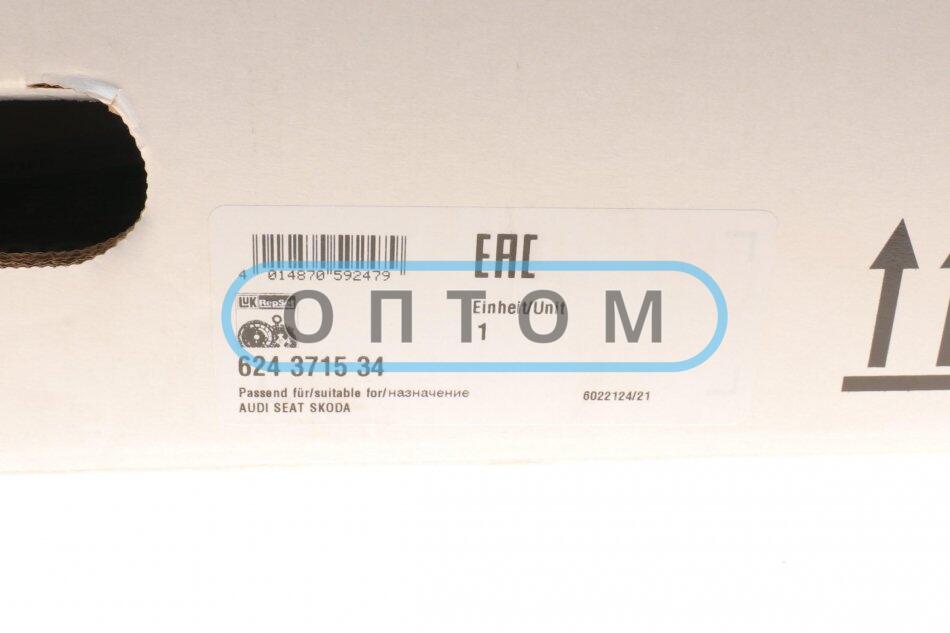 EAC
4 014870 592479
LuK RepSet
ОПТОМ
Einheit/Unit
1
624 3715 34
Passend für/suitable for/назначение
6022124/21
AUDI SEAT SKODA